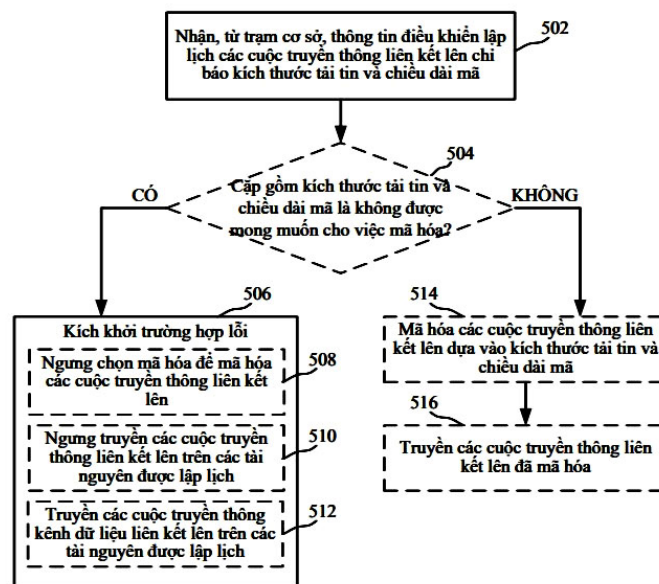 Nhận, từ trạm cơ sở, thông tin điều khiển lập
lịch các cuộc truyền thông liên kết lên chỉ
báo kích thước tải tin và chiều dài mã
502
504
Cặp gồm kích thước tải tin và
chiều dài mã là không được
mong muốn cho việc mã hóa?
CÓ
KHÔNG
506
Kích khởi trường hợp lỗi
Ngưng chọn mã hóa để mã hóa
các cuộc truyền thông liên kết
lên
508
Ngưng truyền các cuộc truyền
thông liên kết lên trên các tài
nguyên được lập lịch
510
Truyền các cuộc truyền thông
kênh dữ liệu liên kết lên trên các
tài nguyên được lập lịch
512
514
Mã hóa các cuộc truyền thông liên
kết lên dựa vào kích thước tải tin và
chiều dài mã
516
Truyền các cuộc truyền thông liên
kết lên đã mã hóa